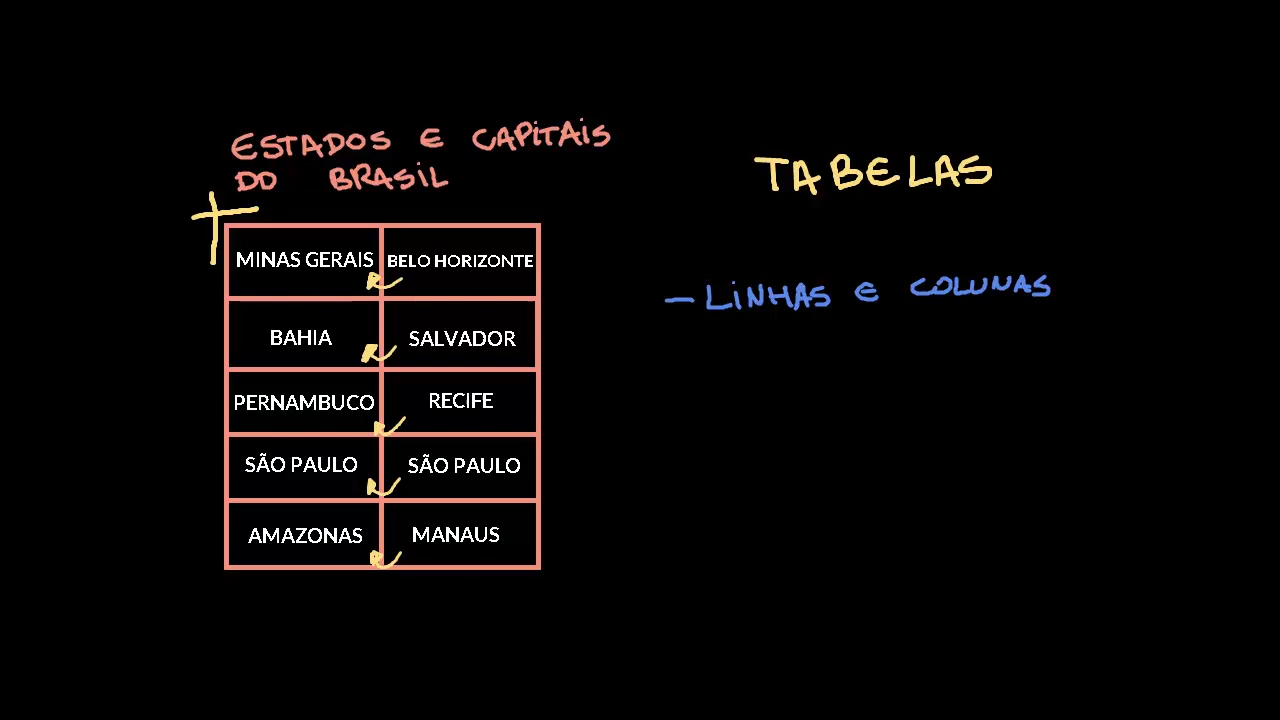 ESTADOS E CAPITAIS
DO BRASIL
MINAS GERAIS BELO HORIZONTE
BAHIA SALVADOR
PERNAMBUCO RECIFE
SÃO PAULO SÃO PAULO
AMAZONAS MANAUS
TABELAS
- LINHAS E COLUNAS